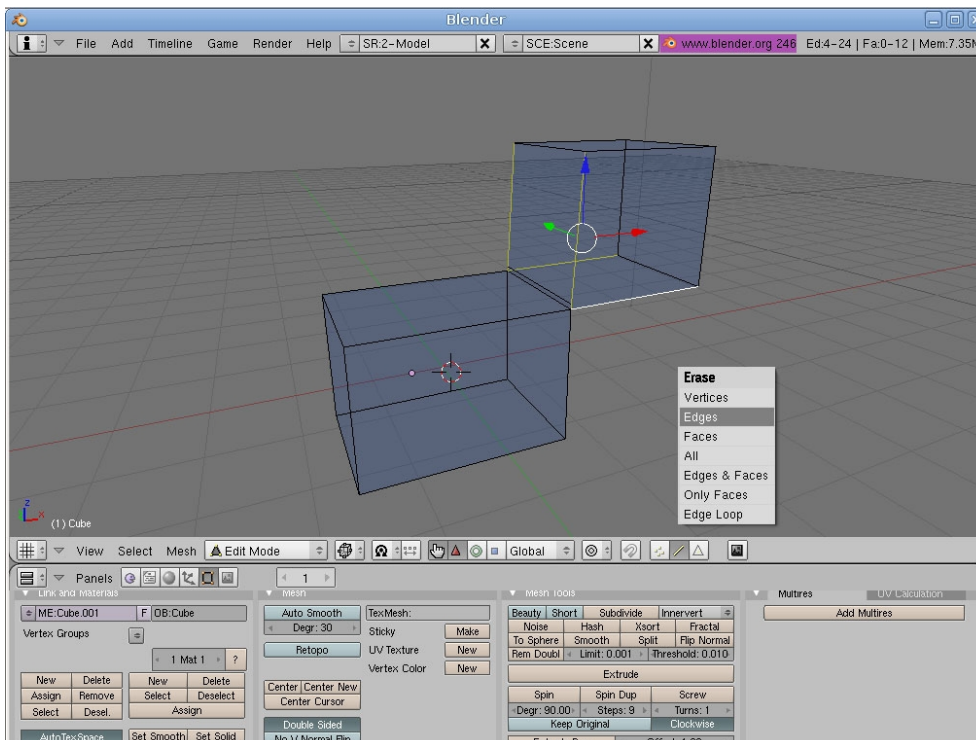 Blender
File Add Timeline Game Render Help SR:2-Model X SCE:Scene X www.blender.org 246 Ed:4-24 | Fa:0-12 | Mem:7.35M
Erase
Vertices
Edges
Faces
All
Edges & Faces
Only Faces
Edge Loop
z
x
(1) Cube
View Select Mesh Edit Mode Global
Panels 1
Link and Materials
ME:Cube.001 F OB:Cube
Vertex Groups
1 Mat 1 ?
New Delete New Delete
Assign Remove Select Deselect
Select Desel. Assign
AutoTexSpace Set Smooth Set Solid
Mesh
Auto Smooth TexMesh:
Degr: 30 Sticky Make
Retopo UV Texture New
Vertex Color New
Center Center New
Center Cursor
Double Sided
No V.Normal Flip
Mesh Tools
Beauty Short Subdivide Innervert
Noise Hash Xsort Fractal
To Sphere Smooth Split Flip Normal
Rem Doubl Limit: 0.001 Threshold: 0.010
Extrude
Spin Spin Dup Screw
Degr: 90.00 Steps: 9 Turns: 1
Keep Original Clockwise
Multires UV Calculation
Add Multires